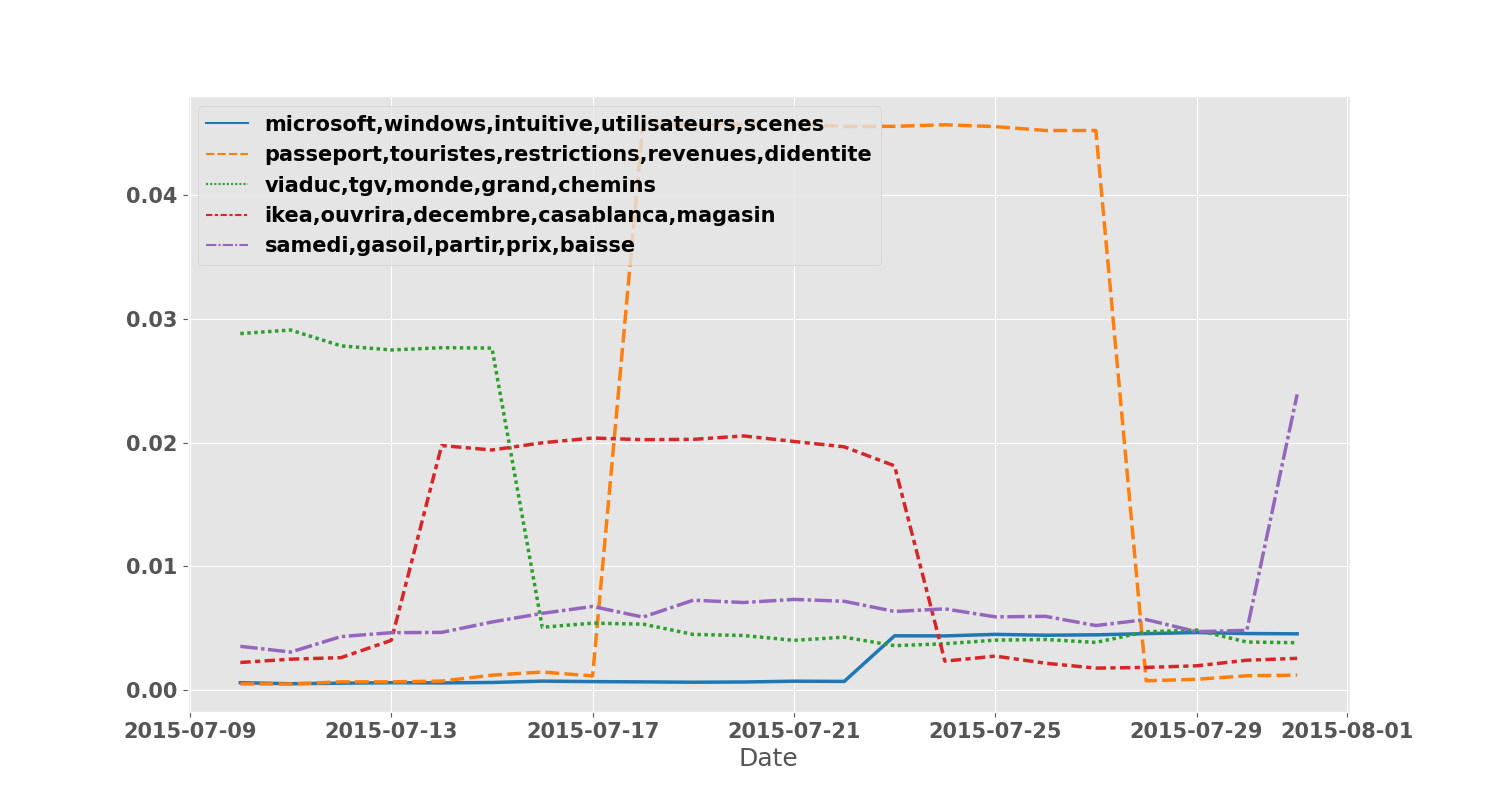 microsoft,windows,intuitive,utilisateurs,scenes
passeport,touristes,restrictions,revenues,didentite
viaduc,tgv,monde,grand,chemins
ikea,ouvrira,decembre,casablanca,magasin
samedi,gasoil,partir,prix,baisse
0.04
0.03
0.02
0.01
0.00
2015-07-09 2015-07-13 2015-07-17 2015-07-21 2015-07-25 2015-07-29 2015-08-01
Date